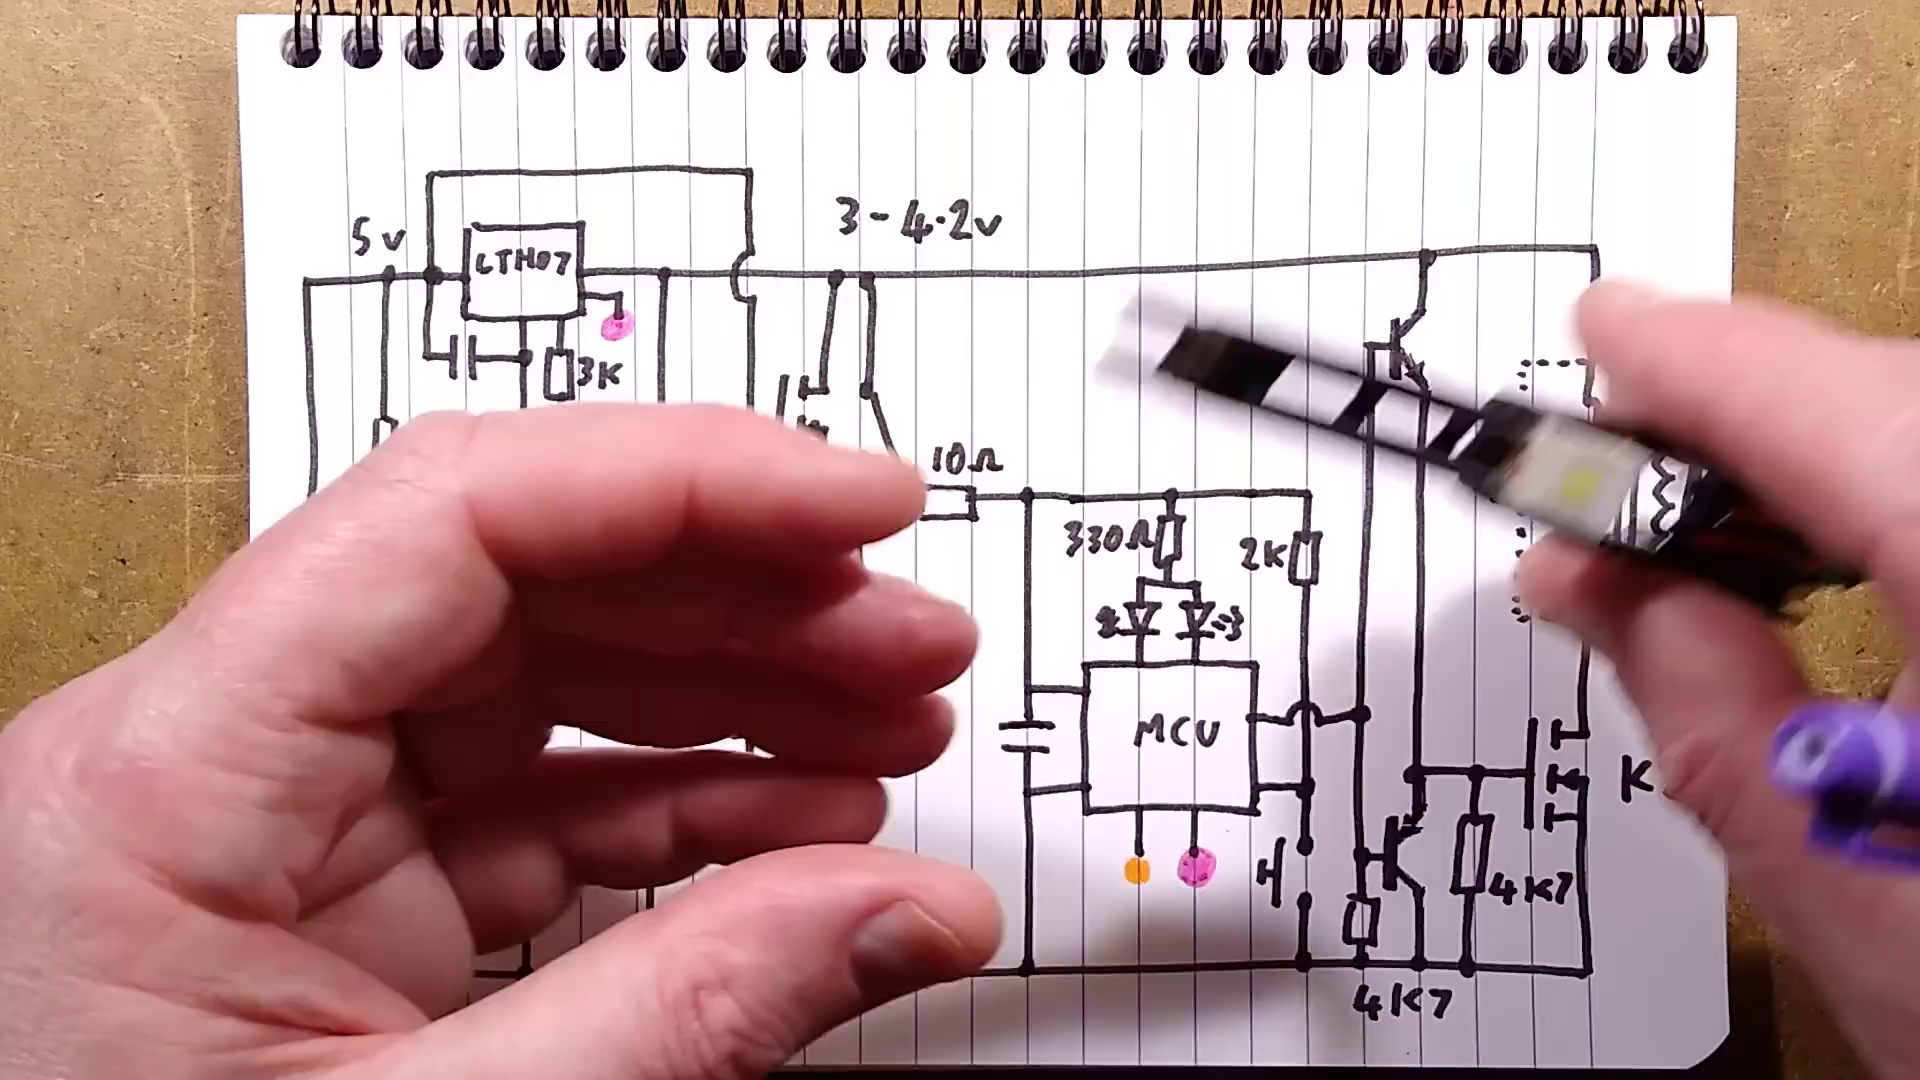 3-4.2v
5v
LTH07
3K
10Ω
330Ω
2K
MCU
K
4K7
4K7